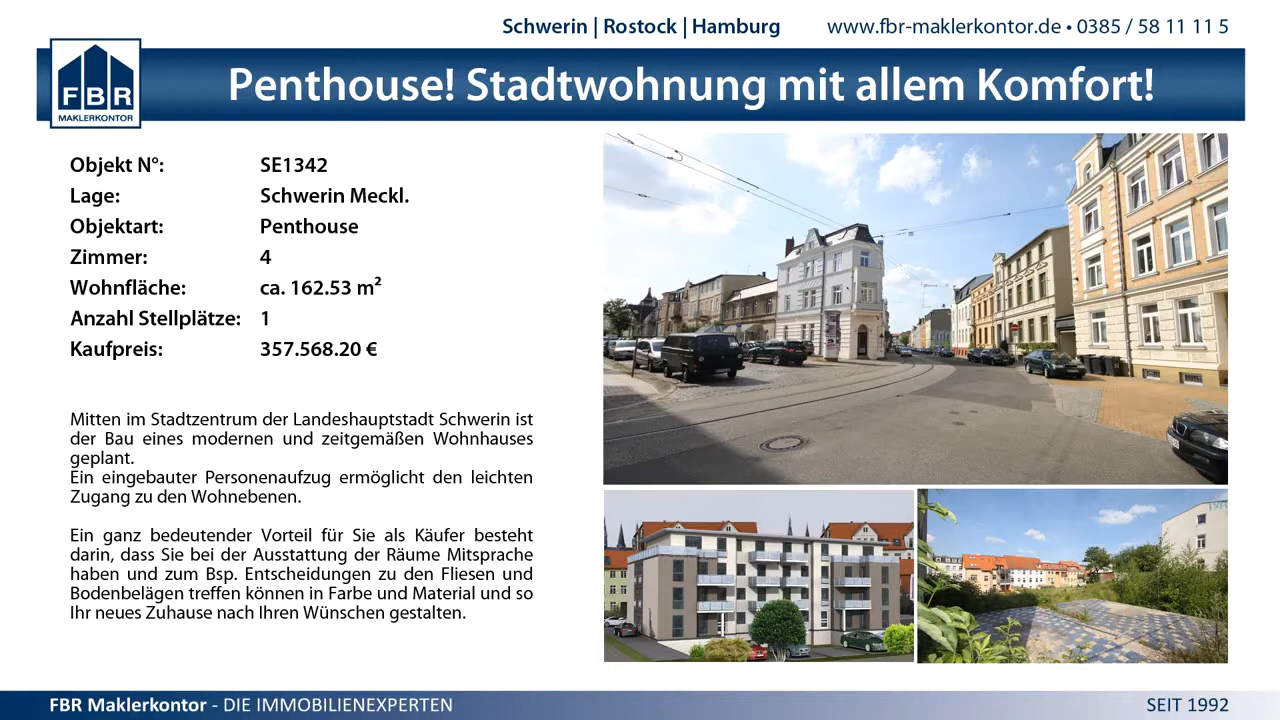 Schwerin | Rostock | Hamburg www.fbr-maklerkontor.de • 0385 / 58 11 11 5
FBR
MAKLERKONTOR
Penthouse! Stadtwohnung mit allem Komfort!
Objekt N°: SE1342
Lage: Schwerin Meckl.
Objektart: Penthouse
Zimmer: 4
Wohnfläche: ca. 162.53 m²
Anzahl Stellplätze: 1
Kaufpreis: 357.568.20 €
Mitten im Stadtzentrum der Landeshauptstadt Schwerin ist
der Bau eines modernen und zeitgemäßen Wohnhauses
geplant.
Ein eingebauter Personenaufzug ermöglicht den leichten
Zugang zu den Wohnebenen.
Ein ganz bedeutender Vorteil für Sie als Käufer besteht
darin, dass Sie bei der Ausstattung der Räume Mitsprache
haben und zum Bsp. Entscheidungen zu den Fliesen und
Bodenbelägen treffen können in Farbe und Material und so
Ihr neues Zuhause nach Ihren Wünschen gestalten.
FBR Maklerkontor - DIE IMMOBILIENEXPERTEN SEIT 1992